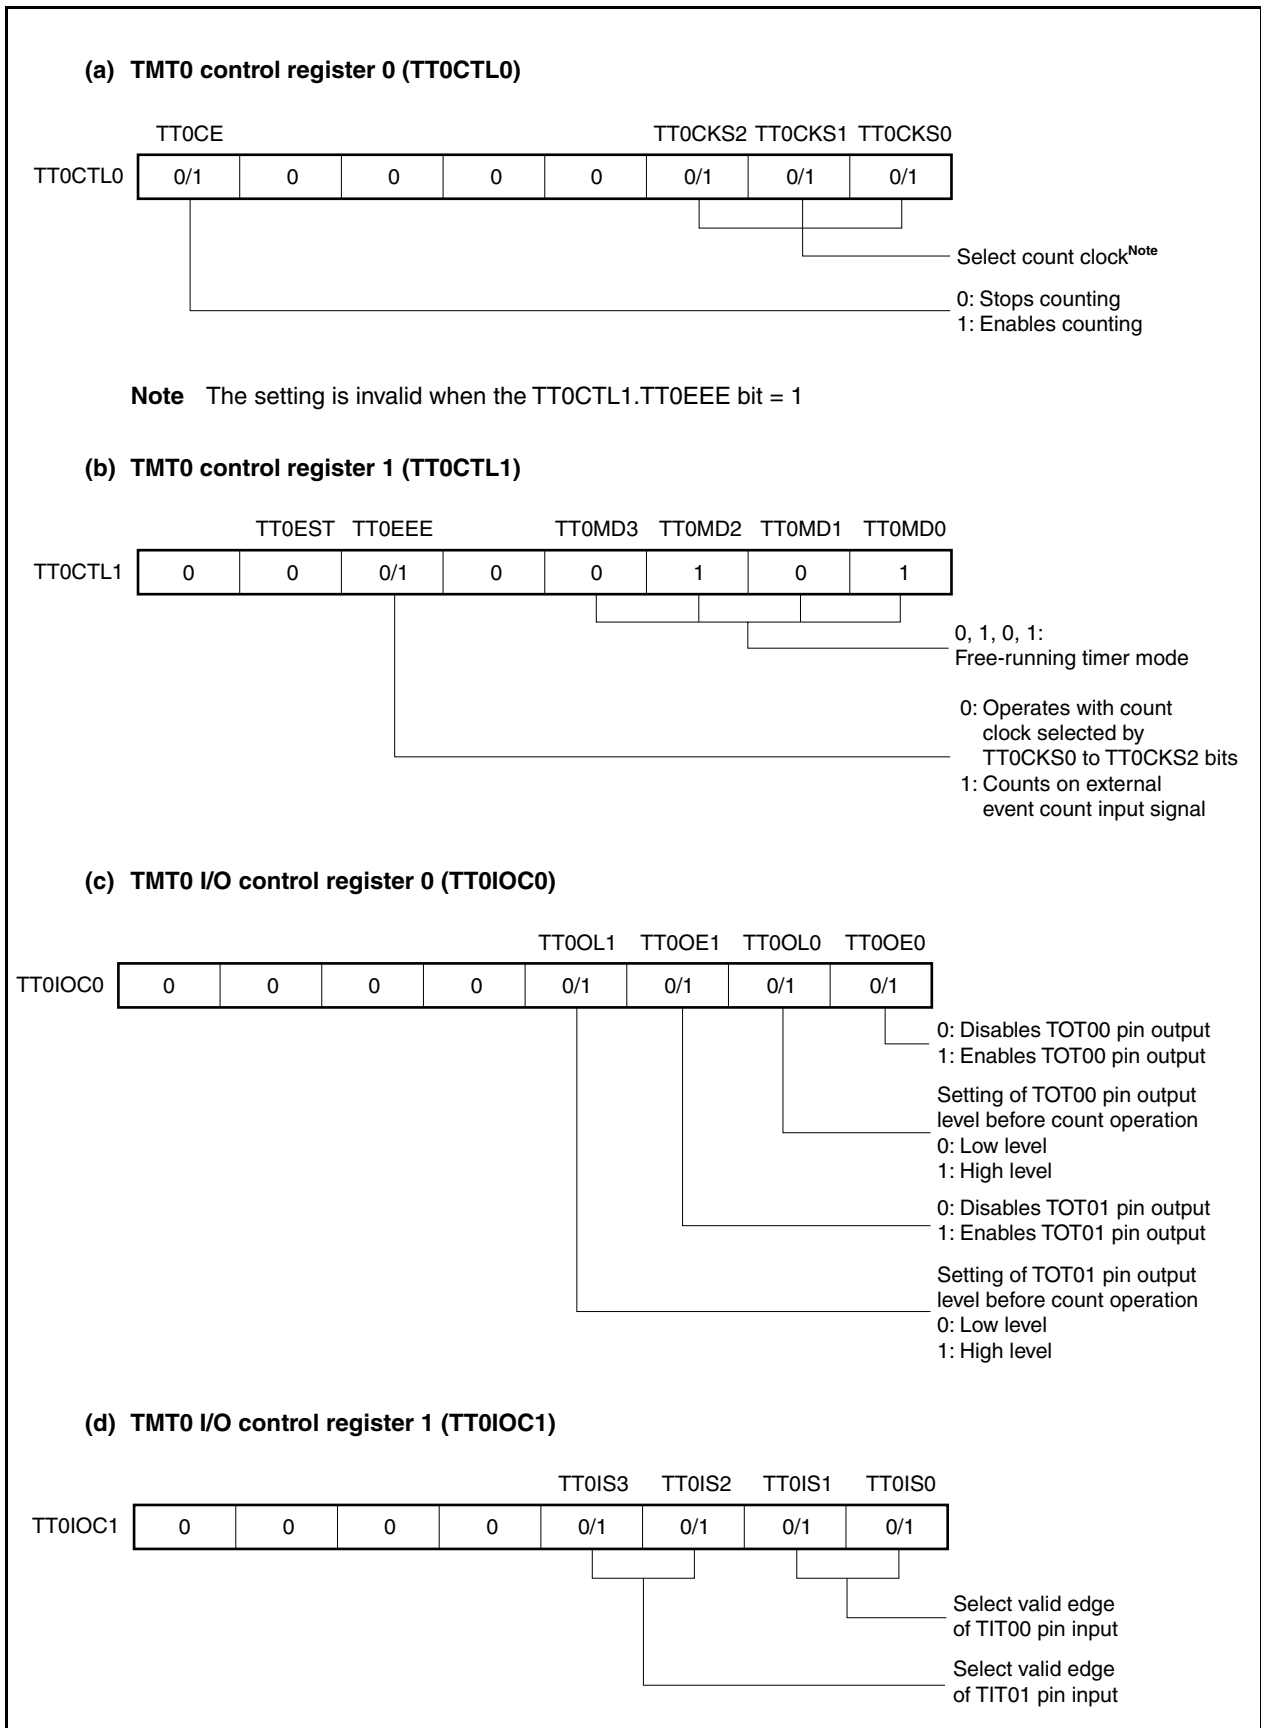 (a) TMT0 control register 0 (TT0CTL0)
TT0CE TT0CKS2 TT0CKS1 TT0CKS0
TT0CTL0 0/1 0 0 0 0 0/1 0/1 0/1
Select count clockNote
0: Stops counting
1: Enables counting
Note The setting is invalid when the TT0CTL1.TT0EEE bit = 1
(b) TMT0 control register 1 (TT0CTL1)
TT0EST TT0EEE TT0MD3 TT0MD2 TT0MD1 TT0MD0
TT0CTL1 0 0 0/1 0 0 1 0 1
0, 1, 0, 1:
Free-running timer mode
0: Operates with count
clock selected by
TT0CKS0 to TT0CKS2 bits
1: Counts on external
event count input signal
(c) TMT0 I/O control register 0 (TT0IOC0)
TT0OL1 TT0OE1 TT0OL0 TT0OE0
TT0IOC0 0 0 0 0 0/1 0/1 0/1 0/1
0: Disables TOT00 pin output
1: Enables TOT00 pin output
Setting of TOT00 pin output
level before count operation
0: Low level
1: High level
0: Disables TOT01 pin output
1: Enables TOT01 pin output
Setting of TOT01 pin output
level before count operation
0: Low level
1: High level
(d) TMT0 I/O control register 1 (TT0IOC1)
TT0IS3 TT0IS2 TT0IS1 TT0IS0
TT0IOC1 0 0 0 0 0/1 0/1 0/1 0/1
Select valid edge
of TIT00 pin input
Select valid edge
of TIT01 pin input